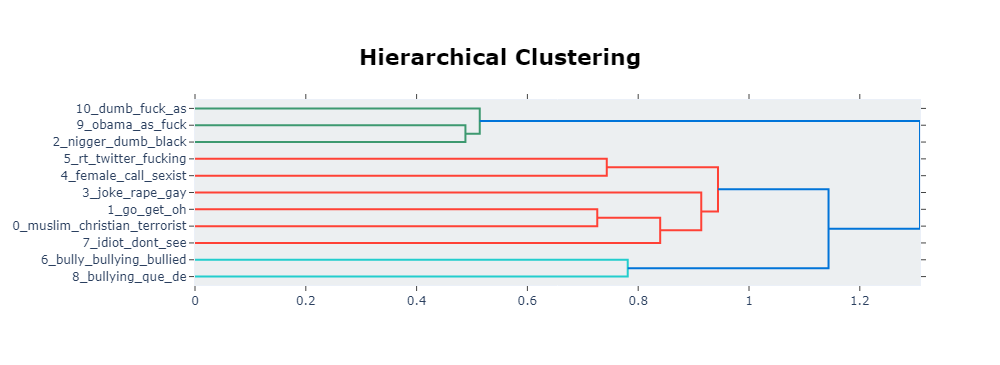 Hierarchical Clustering
10_dumb_fuck_as
9_obama_as_fuck
2_nigger_dumb_black
5_rt_twitter_fucking
4_female_call_sexist
3_joke_rape_gay
1_go_get_oh
0_muslim_christian_terrorist
7_idiot_dont_see
6_bully_bullying_bullied
8_bullying_que_de
0 0.2 0.4 0.6 0.8 1 1.2